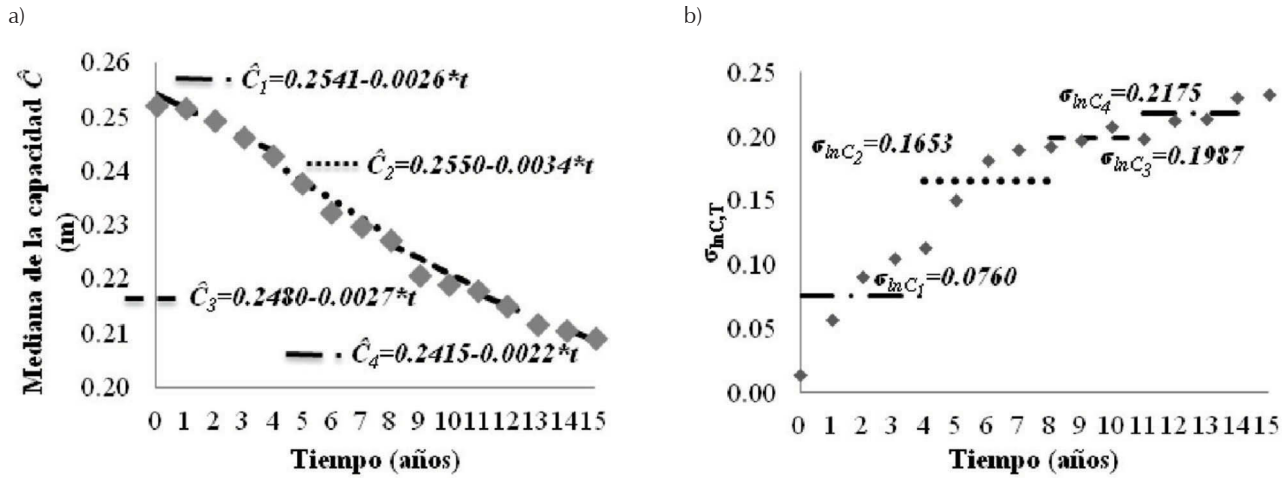 a)
Mediana de la capacidad Ĉ
(m)
0.26
0.25
0.24
0.23
0.22
0.21
0.20
Ĉ1=0.2541-0.0026*t
Ĉ2=0.2550-0.0034*t
Ĉ3=0.2480-0.0027*t
Ĉ4=0.2415-0.0022*t
0 1 2 3 4 5 6 7 8 9 10 11 12 13 14 15
Tiempo (años)
b)
σlnC,T
0.25
0.20
0.15
0.10
0.05
0.00
σlnC4=0.2175
σlnC2=0.1653
σlnC3=0.1987
σlnC1=0.0760
0 1 2 3 4 5 6 7 8 9 10 11 12 13 14 15
Tiempo (años)